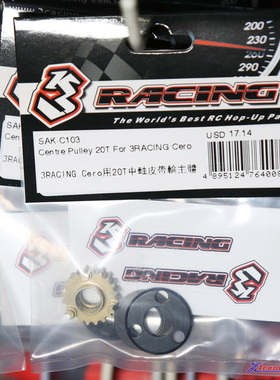 200
230
260
290
RACING
The World's Best RC Hop-Up
SAK-C103
USD:17.14
Centre Pulley 20T For 3RACING Cero
3RACING Cero用20T中軸皮帶輪主體
4 895124 764006
RACING
RACING